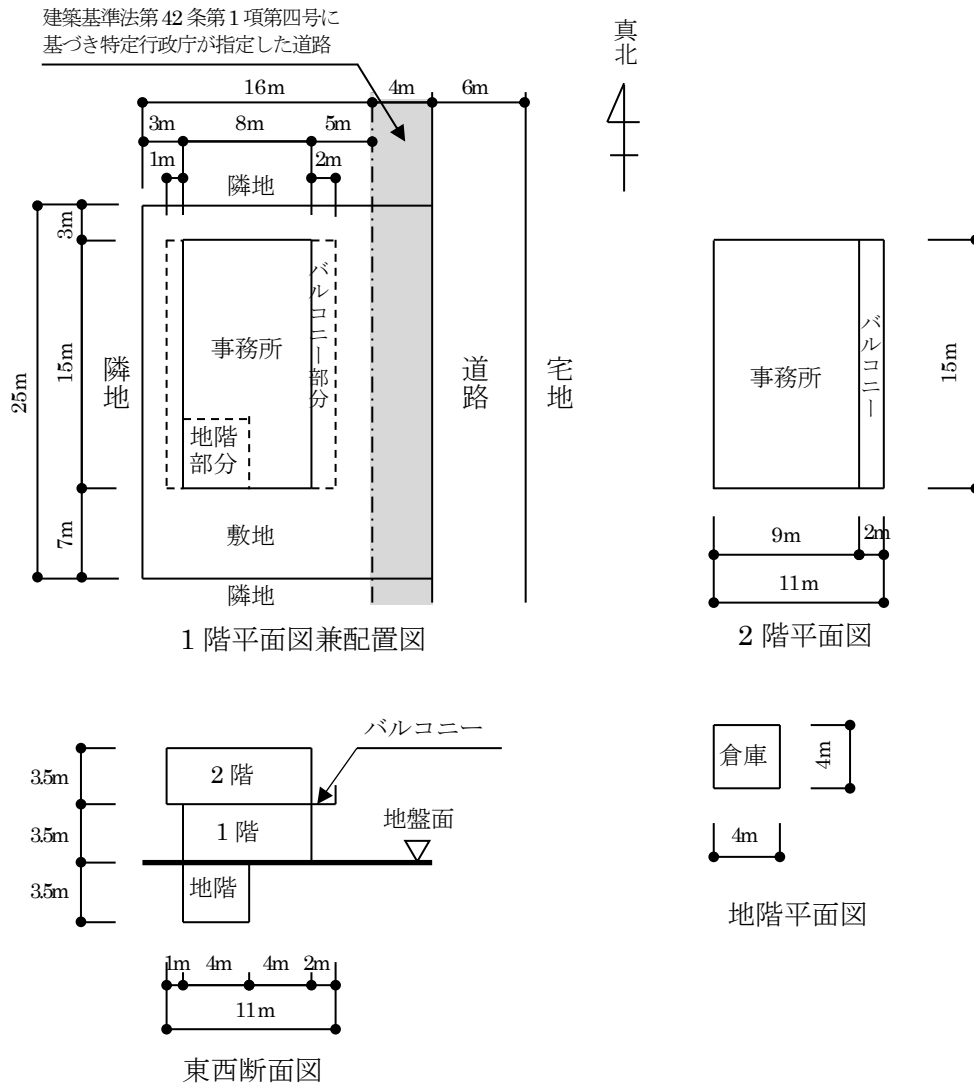 建築基準法第42条第1項第四号に
基づき特定行政庁が指定した道路
真北
16m
4m
6m
3m
8m
5m
1m
2m
隣地
3m
15m
25m
7m
隣地
事務所
バルコニー部分
地階
部分
道路
宅地
敷地
隣地
1階平面図兼配置図
事務所
バルコニー
15m
9m
2m
11m
2階平面図
バルコニー
3.5m
2階
3.5m
1階
地盤面
3.5m
地階
1m
4m
4m
2m
11m
東西断面図
倉庫
4m
4m
地階平面図